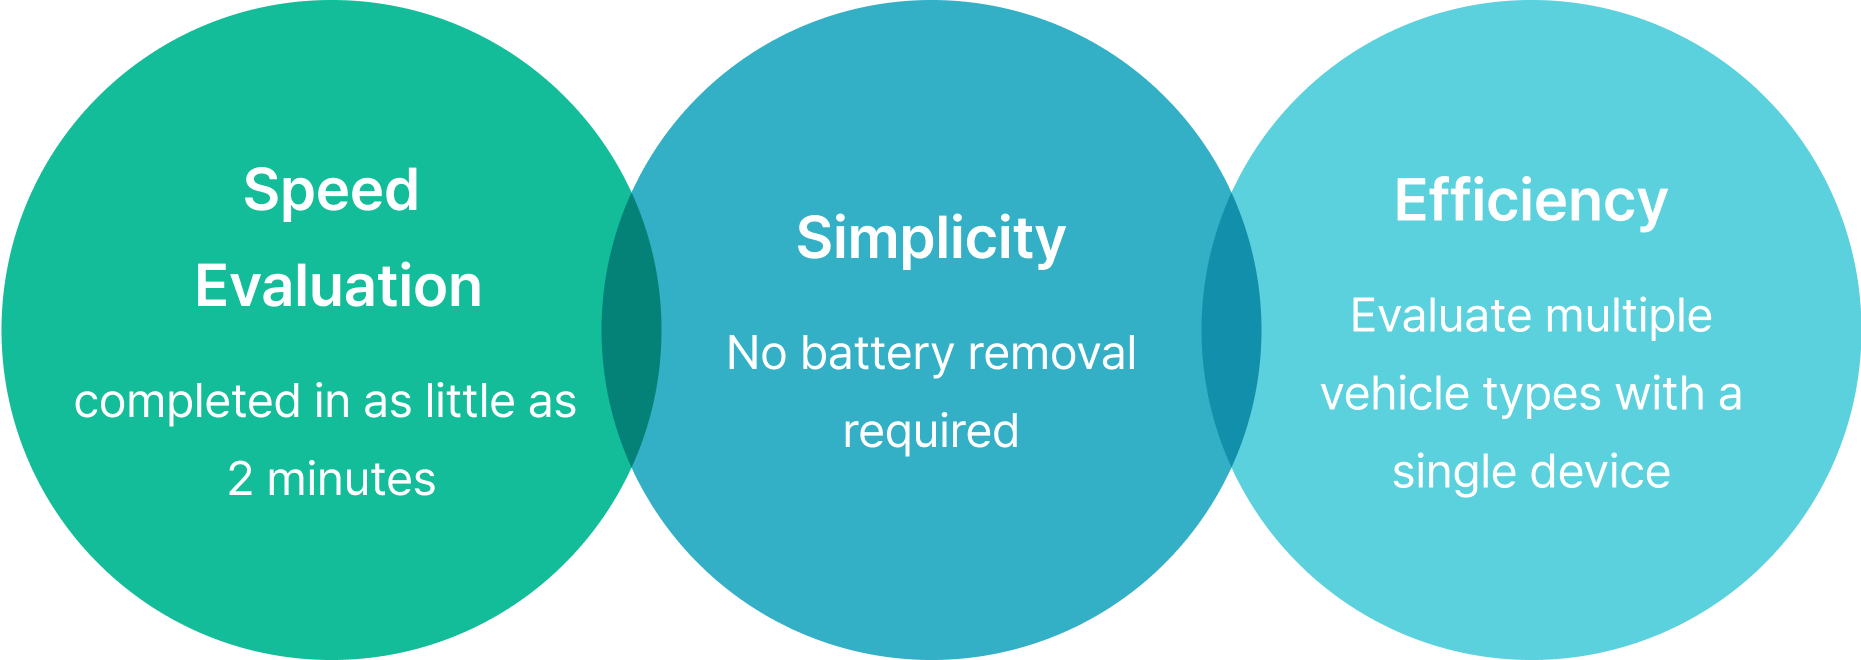 Speed
Evaluation
completed in as little as
2 minutes
Simplicity
No battery removal
required
Efficiency
Evaluate multiple
vehicle types with a
single device